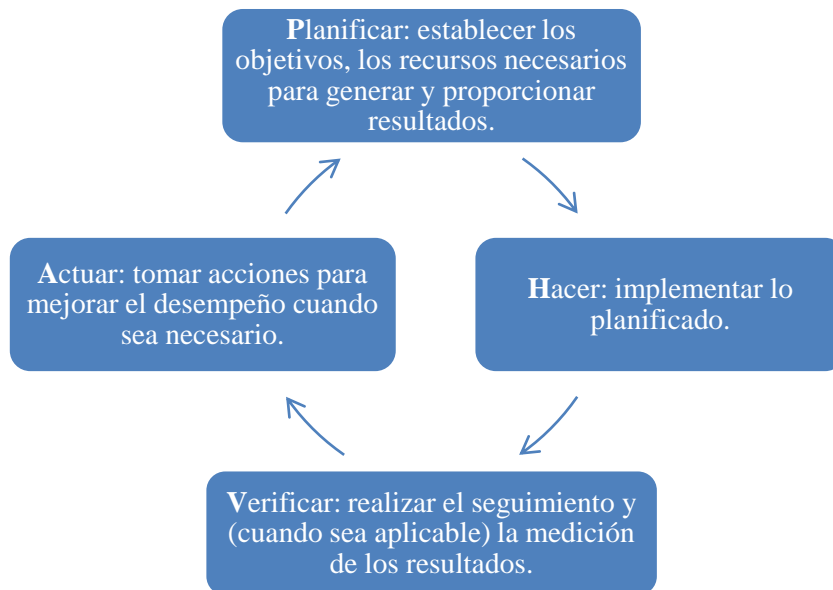 Planificar: establecer los
objetivos, los recursos necesarios
para generar y proporcionar
resultados.
Hacer: implementar lo
planificado.
Verificar: realizar el seguimiento y
(cuando sea aplicable) la medición
de los resultados.
Actuar: tomar acciones para
mejorar el desempeño cuando
sea necesario.